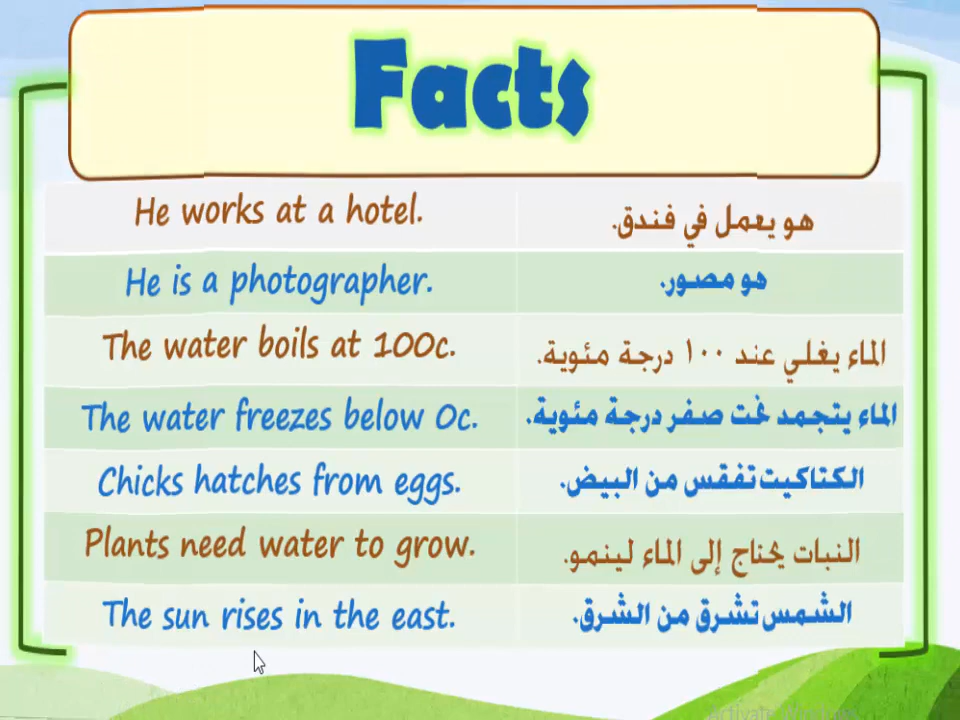 Facts
He works at a hotel.
هو يعمل في فندق.
He is a photographer.
هو مصور.
The water boils at 100c.
الماء يغلي عند ١٠٠ درجة مئوية.
The water freezes below 0c.
الماء يتجمد تحت صفر درجة مئوية.
Chicks hatches from eggs.
الكتاكيت تفقس من البيض.
Plants need water to grow.
النبات يحتاج إلى الماء لينمو.
The sun rises in the east.
الشمس تشرق من الشرق.
Activate Windows